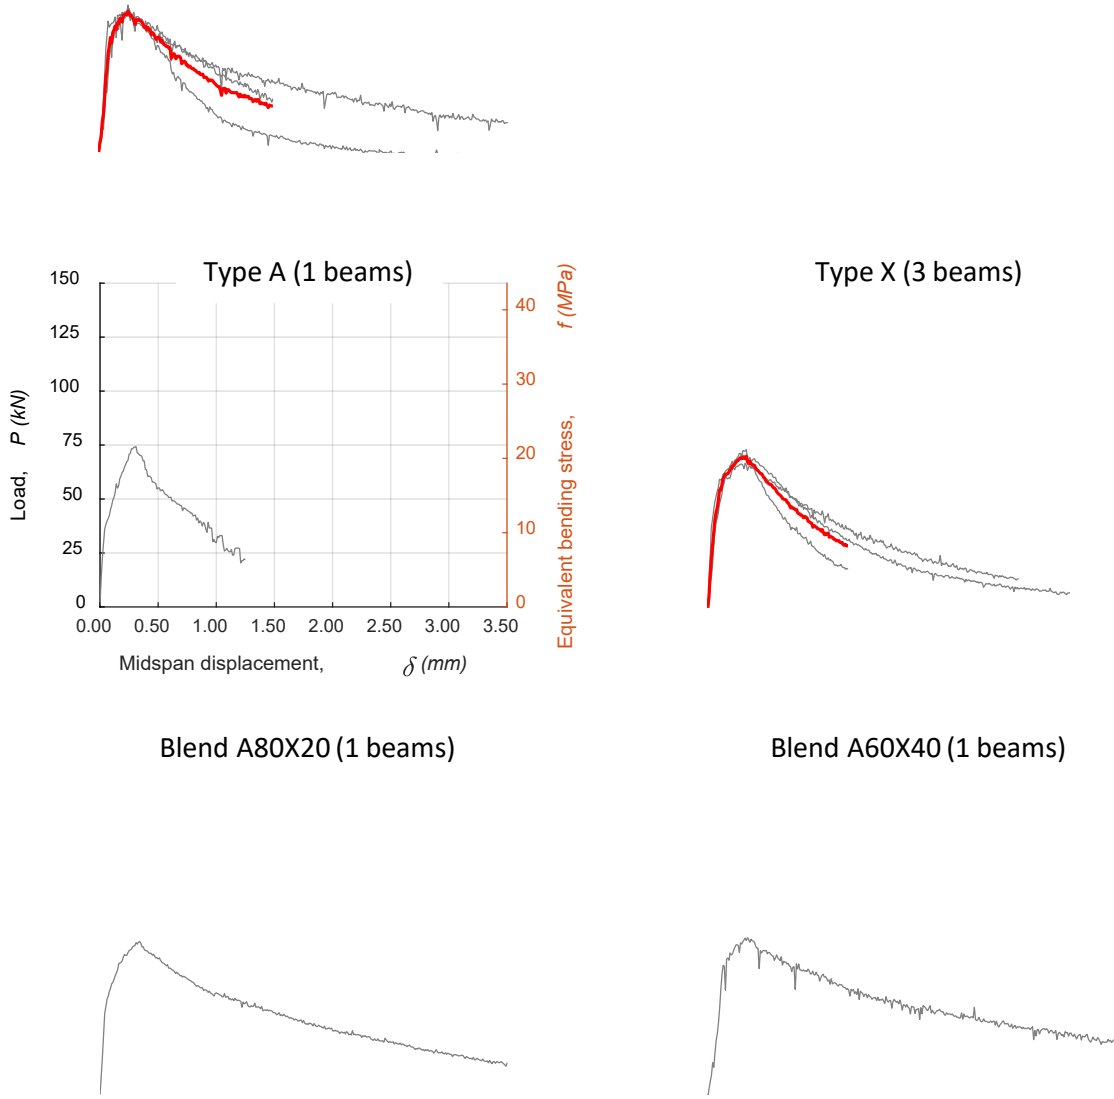 Type A (1 beams)
Type X (3 beams)
150
125
100
75
50
25
0
Load, P (kN)
40
30
20
10
0
Equivalent bending stress, f (MPa)
0.00 0.50 1.00 1.50 2.00 2.50 3.00 3.50
Midspan displacement, δ (mm)
Blend A80X20 (1 beams)
Blend A60X40 (1 beams)